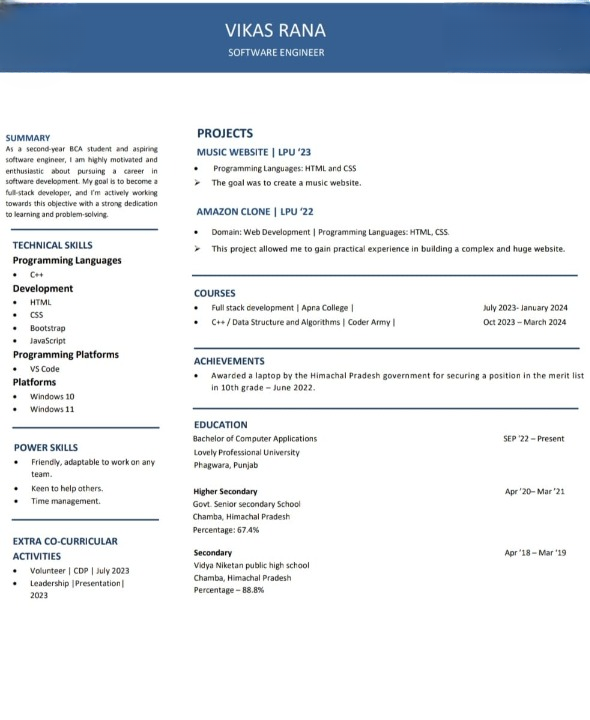 VIKAS RANA
SOFTWARE ENGINEER
SUMMARY
As a second-year BCA student and aspiring
software engineer, I am highly motivated and
enthusiastic about pursuing a career in
software development. My goal is to become a
full-stack developer, and I'm actively working
towards this objective with a strong dedication
to learning and problem-solving.
TECHNICAL SKILLS
Programming Languages
• C++
Development
• HTML
• CSS
• Bootstrap
• JavaScript
Programming Platforms
• VS Code
Platforms
• Windows 10
• Windows 11
POWER SKILLS
• Friendly, adaptable to work on any
team.
• Keen to help others.
• Time management.
EXTRA CO-CURRICULAR
ACTIVITIES
• Volunteer | CDP | July 2023
• Leadership |Presentation|
2023
PROJECTS
MUSIC WEBSITE | LPU '23
• Programming Languages: HTML and CSS
➢ The goal was to create a music website.
AMAZON CLONE | LPU '22
• Domain: Web Development | Programming Languages: HTML, CSS.
➢ This project allowed me to gain practical experience in building a complex and huge website.
COURSES
• Full stack development | Apna College | July 2023- January 2024
• C++ / Data Structure and Algorithms | Coder Army | Oct 2023 – March 2024
ACHIEVEMENTS
• Awarded a laptop by the Himachal Pradesh government for securing a position in the merit list
in 10th grade – June 2022.
EDUCATION
Bachelor of Computer Applications SEP '22 – Present
Lovely Professional University
Phagwara, Punjab
Higher Secondary Apr '20– Mar '21
Govt. Senior secondary School
Chamba, Himachal Pradesh
Percentage: 67.4%
Secondary Apr '18 – Mar '19
Vidya Niketan public high school
Chamba, Himachal Pradesh
Percentage – 88.8%